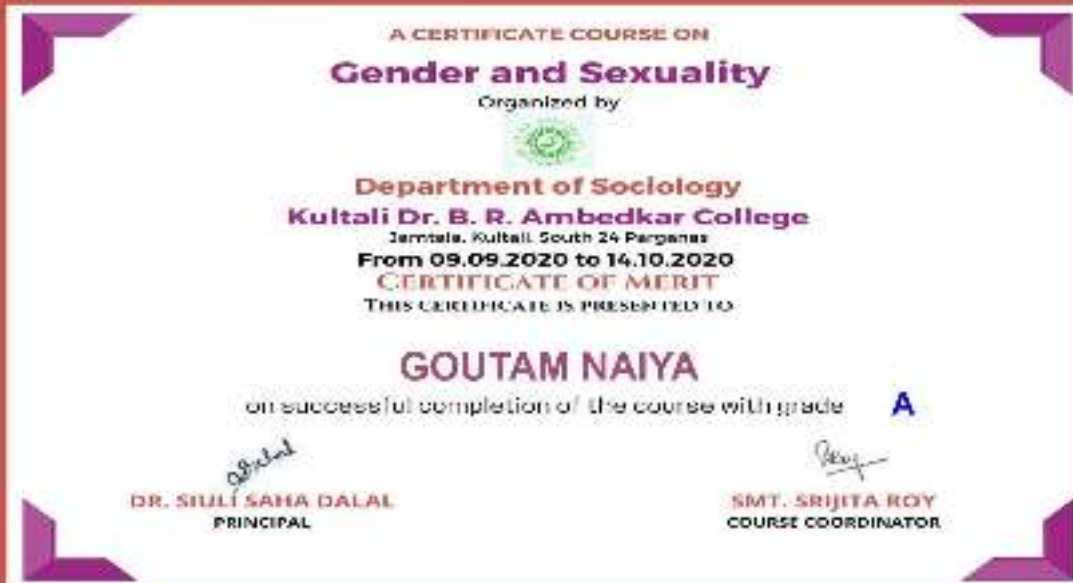 A CERTIFICATE COURSE ON
Gender and Sexuality
Organized by
Department of Sociology
Kultali Dr. B. R. Ambedkar College
Jamtala, Kultali, South 24 Parganas
From 09.09.2020 to 14.10.2020
CERTIFICATE OF MERIT
THIS CERTIFICATE IS PRESENTED TO
GOUTAM NAIYA
on successful completion of the course with grade A
DR. SIULI SAHA DALAL
PRINCIPAL
SMT. SRIJITA ROY
COURSE COORDINATOR